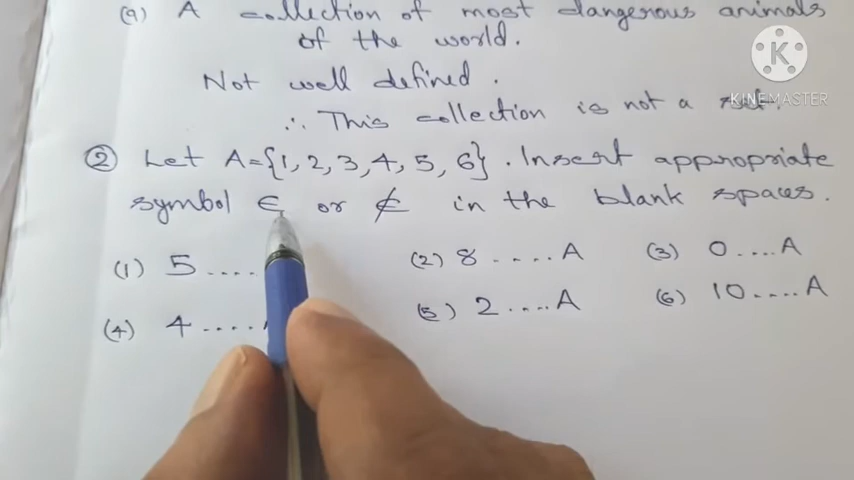 (9) A collection of most dangerous animals
of the world.
Not well defined.
∴ This collection is not a set.
K
KINEMASTER
② Let A={1, 2, 3, 4, 5, 6}. Insert appropriate
symbol ∈ or ∉ in the blank spaces.
(1) 5 .... (2) 8 ..... A (3) 0 .... A
(4) 4 ..... (5) 2 .... A (6) 10 ..... A